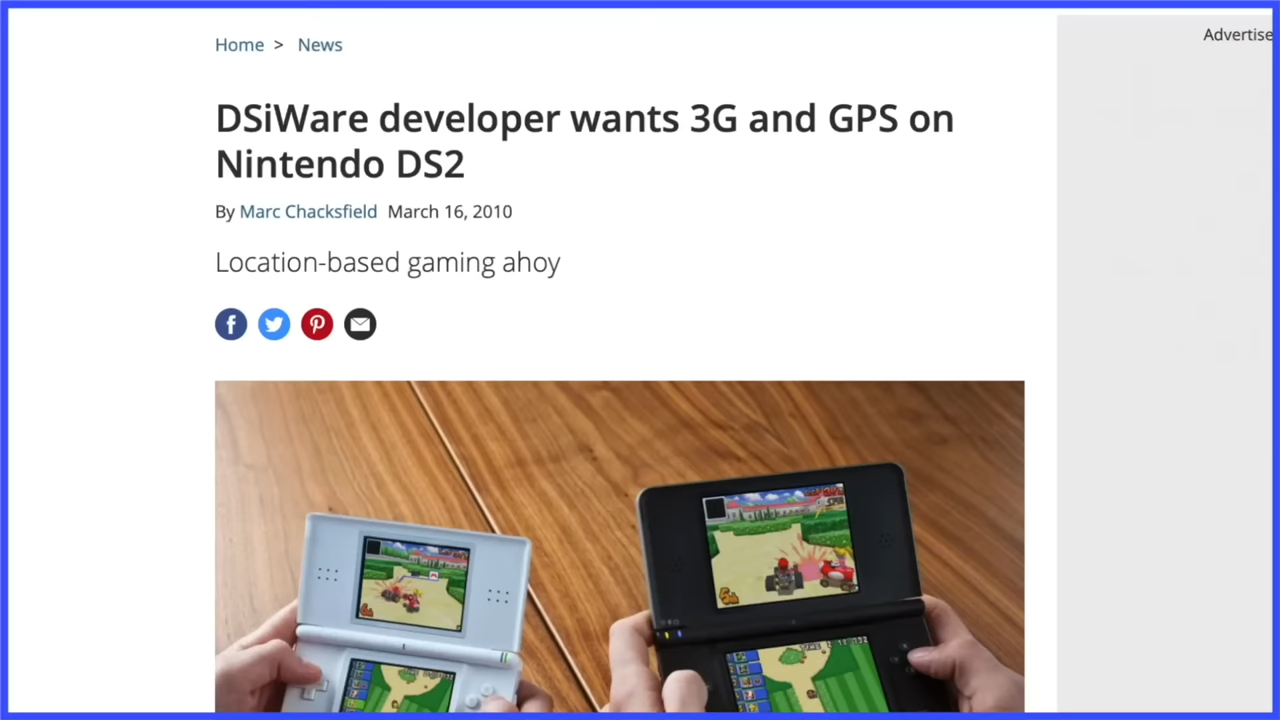 Home > News
Advertise
DSiWare developer wants 3G and GPS on
Nintendo DS2
By Marc Chacksfield March 16, 2010
Location-based gaming ahoy